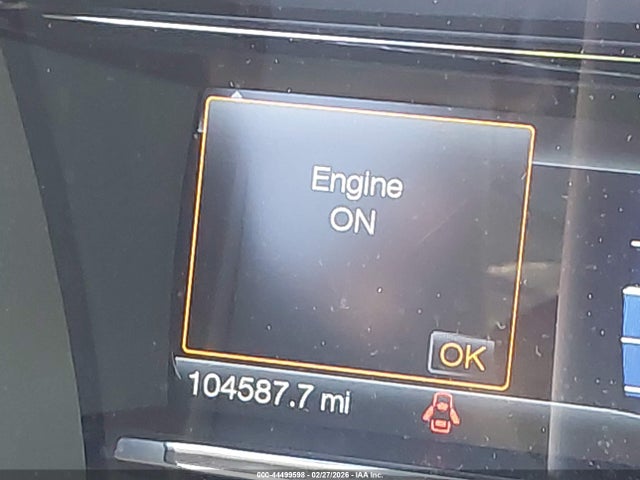 Engine
ON
OK
104587.7 mi
000-44499598 - 02/27/2026 - IAA Inc.